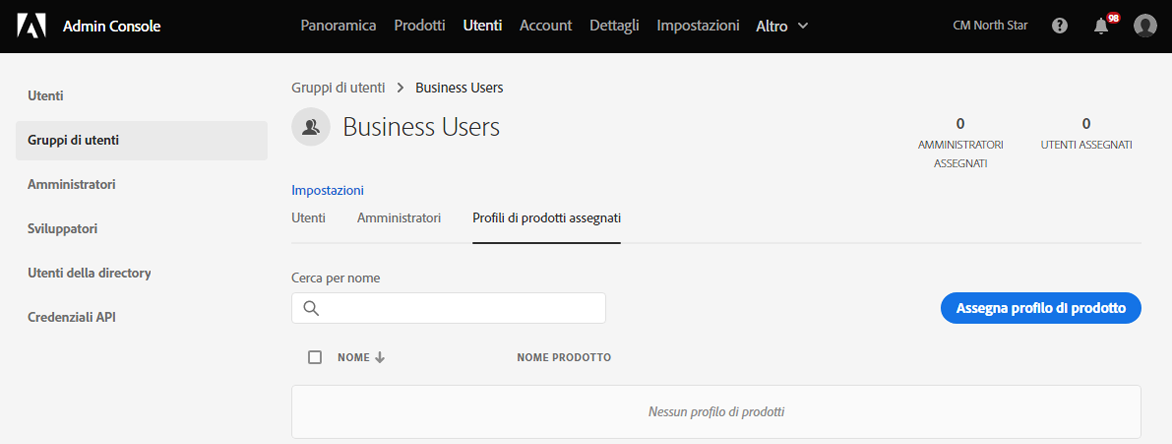 Admin Console
Panoramica Prodotti Utenti Account Dettagli Impostazioni Altro
CM North Star
98
Utenti
Gruppi di utenti
Amministratori
Sviluppatori
Utenti della directory
Credenziali API
Gruppi di utenti > Business Users
Business Users
0
AMMINISTRATORI
ASSEGNATI
0
UTENTI ASSEGNATI
Impostazioni
Utenti Amministratori Profili di prodotti assegnati
Cerca per nome
Assegna profilo di prodotto
NOME NOME PRODOTTO
Nessun profilo di prodotti